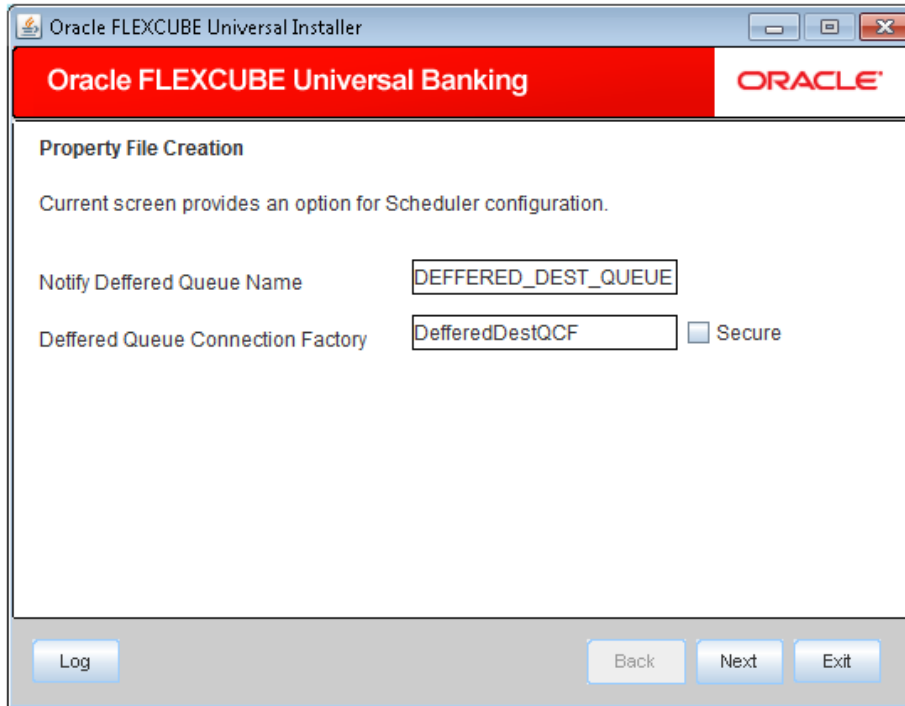 Oracle FLEXCUBE Universal Installer
Oracle FLEXCUBE Universal Banking
ORACLE
Property File Creation
Current screen provides an option for Scheduler configuration.
Notify Deffered Queue Name DEFFERED_DEST_QUEUE
Deffered Queue Connection Factory DefferedDestQCF Secure
Log Back Next Exit